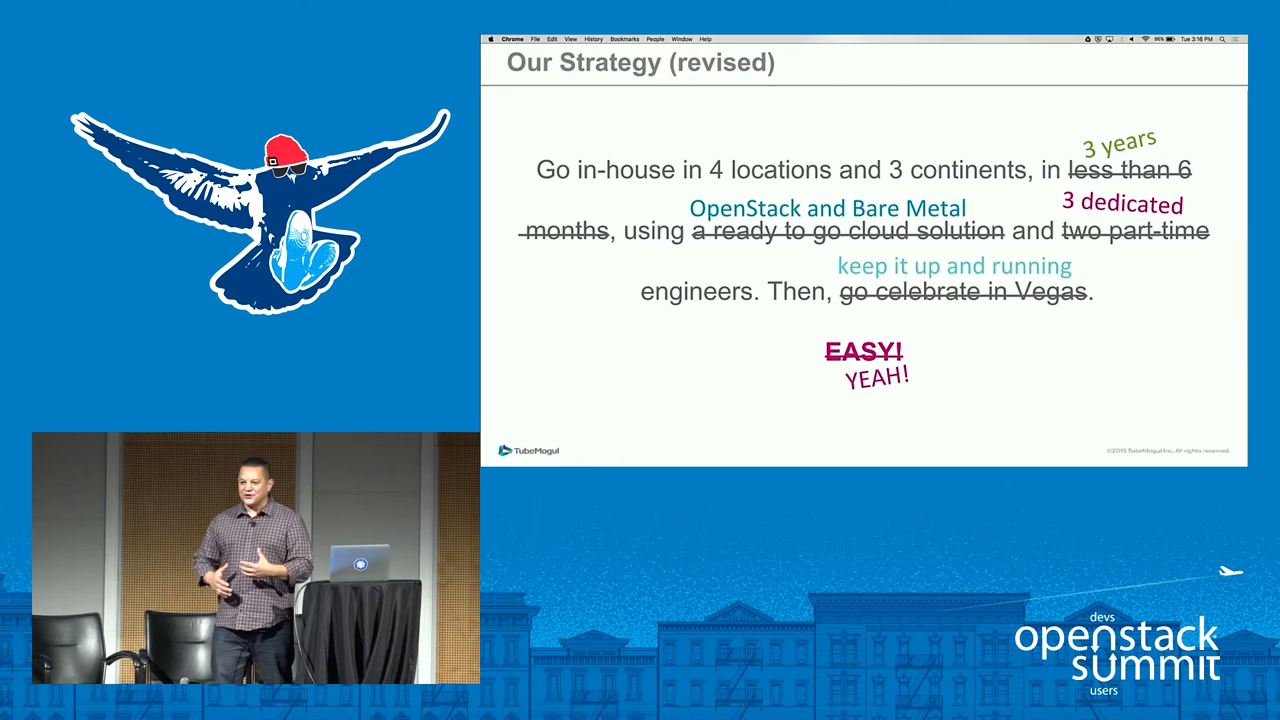 Chrome File Edit View History Bookmarks People Window Help
86% Tue 3:16 PM
Our Strategy (revised)
3 years
Go in-house in 4 locations and 3 continents, in less than 6
OpenStack and Bare Metal 3 dedicated
months, using a ready to go cloud solution and two part-time
keep it up and running
engineers. Then, go celebrate in Vegas.
EASY!
YEAH!
TubeMogul
©2015 TubeMogul Inc. All rights reserved.
devs
openstack
summit
users